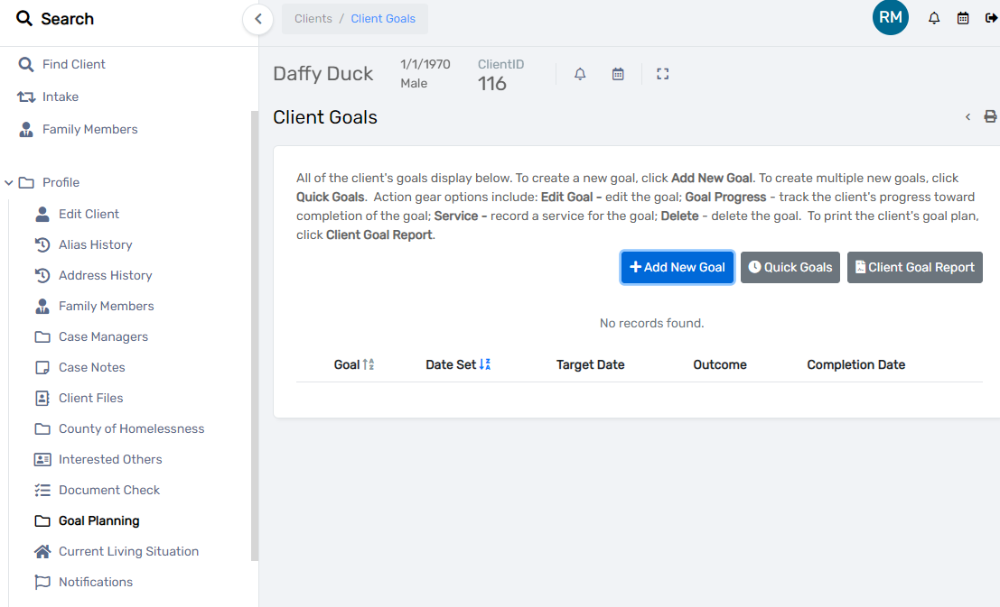 Search
Find Client
Intake
Family Members
Profile
Edit Client
Alias History
Address History
Family Members
Case Managers
Case Notes
Client Files
County of Homelessness
Interested Others
Document Check
Goal Planning
Current Living Situation
Notifications
Clients / Client Goals
RM
Daffy Duck
1/1/1970
Male
ClientID
116
Client Goals
All of the client's goals display below. To create a new goal, click Add New Goal. To create multiple new goals, click
Quick Goals. Action gear options include: Edit Goal - edit the goal; Goal Progress - track the client's progress toward
completion of the goal; Service - record a service for the goal; Delete - delete the goal. To print the client's goal plan,
click Client Goal Report.
Add New Goal Quick Goals Client Goal Report
No records found.
Goal Date Set Target Date Outcome Completion Date